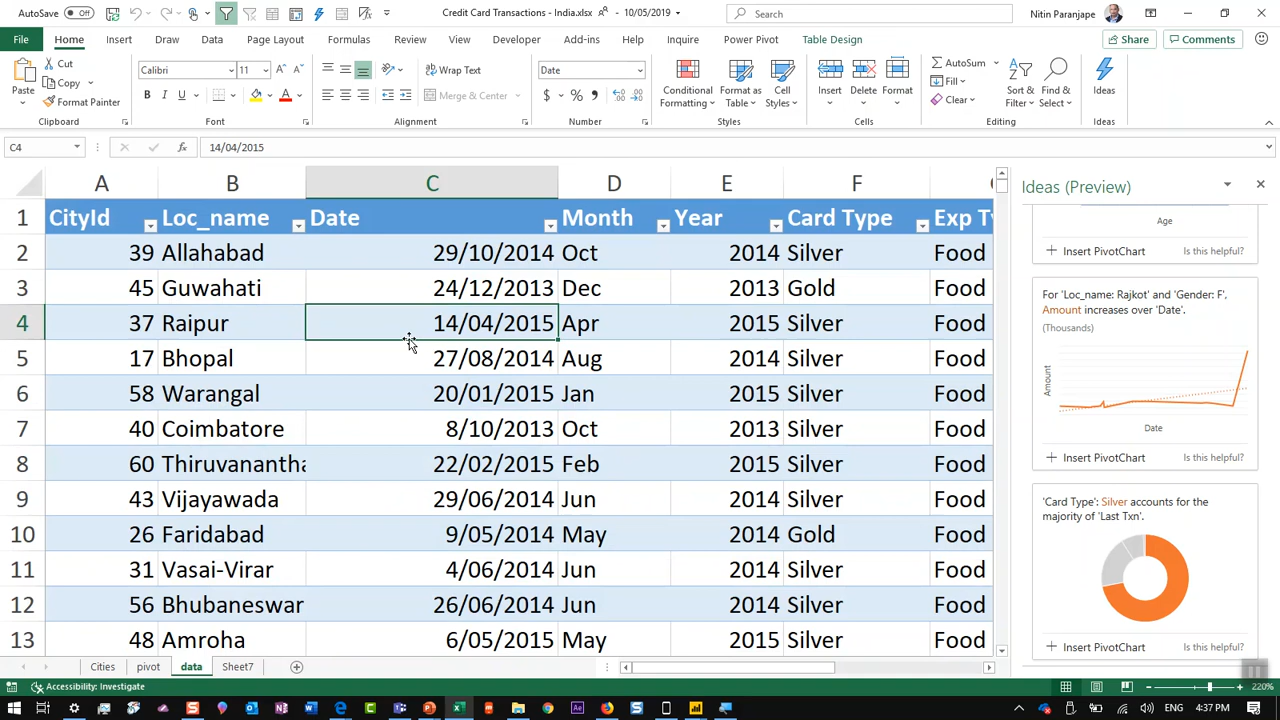 AutoSave Off Credit Card Transactions - India.xlsx 10/05/2019 Search Nitin Paranjape
File Home Insert Draw Data Page Layout Formulas Review View Developer Add-ins Help Inquire Power Pivot Table Design Share Comments
Paste Cut Copy Format Painter
Calibri 11 B I U
Wrap Text Merge & Center
Date $ % ,
Conditional Formatting Format as Table Cell Styles
Insert Delete Format
AutoSum Fill Clear Sort & Filter Find & Select
Ideas
Clipboard Font Alignment Number Styles Cells Editing Ideas
C4 fx 14/04/2015
A B C D E F
1 CityId Loc_name Date Month Year Card Type Exp
2 39 Allahabad 29/10/2014 Oct 2014 Silver Food
3 45 Guwahati 24/12/2013 Dec 2013 Gold Food
4 37 Raipur 14/04/2015 Apr 2015 Silver Food
5 17 Bhopal 27/08/2014 Aug 2014 Silver Food
6 58 Warangal 20/01/2015 Jan 2015 Silver Food
7 40 Coimbatore 8/10/2013 Oct 2013 Silver Food
8 60 Thiruvanantha 22/02/2015 Feb 2015 Silver Food
9 43 Vijayawada 29/06/2014 Jun 2014 Silver Food
10 26 Faridabad 9/05/2014 May 2014 Gold Food
11 31 Vasai-Virar 4/06/2014 Jun 2014 Silver Food
12 56 Bhubaneswar 26/06/2014 Jun 2014 Silver Food
13 48 Amroha 6/05/2015 May 2015 Silver Food
Ideas (Preview)
Age
Insert PivotChart Is this helpful?
For 'Loc_name: Rajkot' and 'Gender: F',
Amount increases over 'Date'.
(Thousands)
Amount
Date
Insert PivotChart Is this helpful?
'Card Type': Silver accounts for the
majority of 'Last Txn'.
Insert PivotChart Is this helpful?
Cities pivot data Sheet7
Accessibility: Investigate 220%
4:37 PM